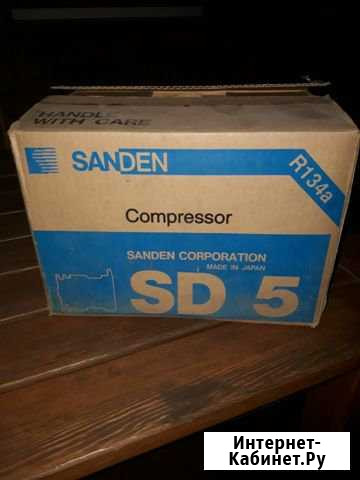 HANDLE
WITH CARE
SANDEN
R134a
Compressor
SANDEN CORPORATION
MADE IN JAPAN
SD 5
Интернет-
Кабинет.Ру